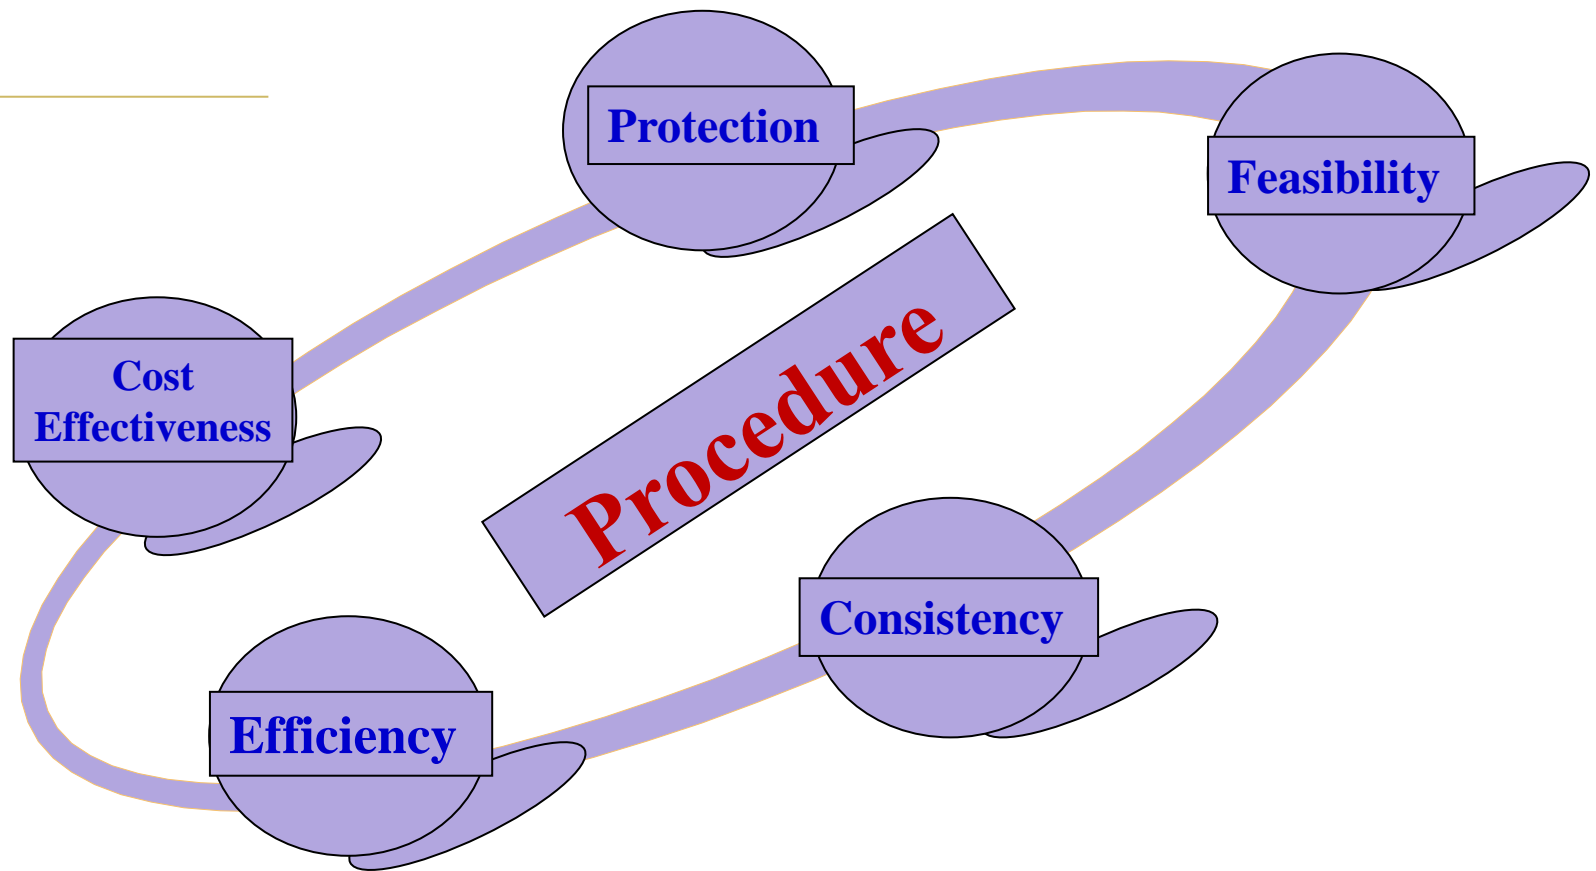 Protection
Feasibility
Cost
Effectiveness
Procedure
Consistency
Efficiency